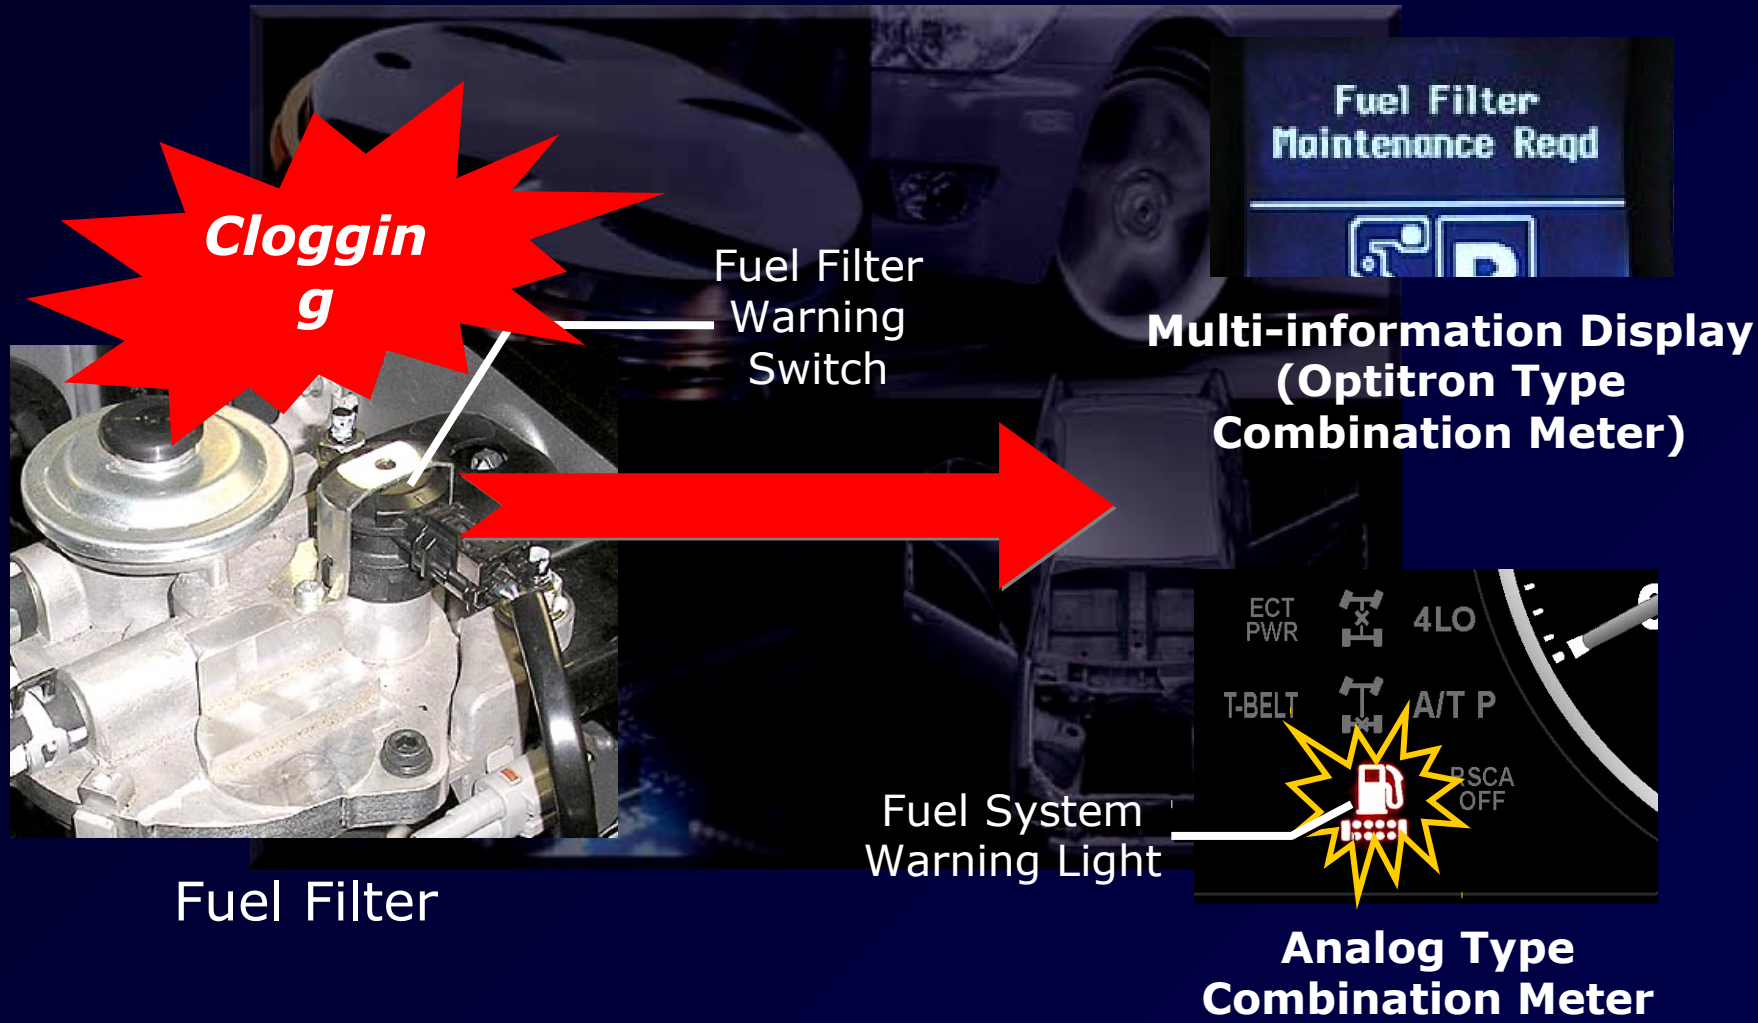 Cloggin
g
Fuel Filter
Warning
Switch
Fuel Filter
Fuel Filter
Maintenance Reqd
P
Multi-information Display
(Optitron Type
Combination Meter)
ECT
PWR
4LO
T-BELT
A/T P
RSCA
OFF
Fuel System
Warning Light
Analog Type
Combination Meter